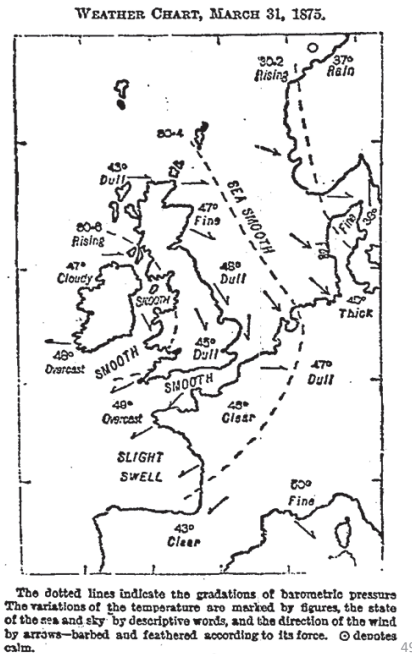 WEATHER CHART, MARCH 31, 1875.
30·2
Rising
37°
Rain
30·4
43°
Dull
SEA SMOOTH
47°
Fine
Fine
30·6
Rising
47°
Cloudy
48°
Dull
SMOOTH
Thick
49°
Overcast
SMOOTH
45°
Dull
47°
Dull
SMOOTH
Overcast
Clear
SLIGHT
SWELL
50°
Fine
43°
Clear
The dotted lines indicate the gradations of barometric pressure
The variations of the temperature are marked by figures, the state
of the sea and sky by descriptive words, and the direction of the wind
by arrows—barbed and feathered according to its force. ⊙ denotes
calm.